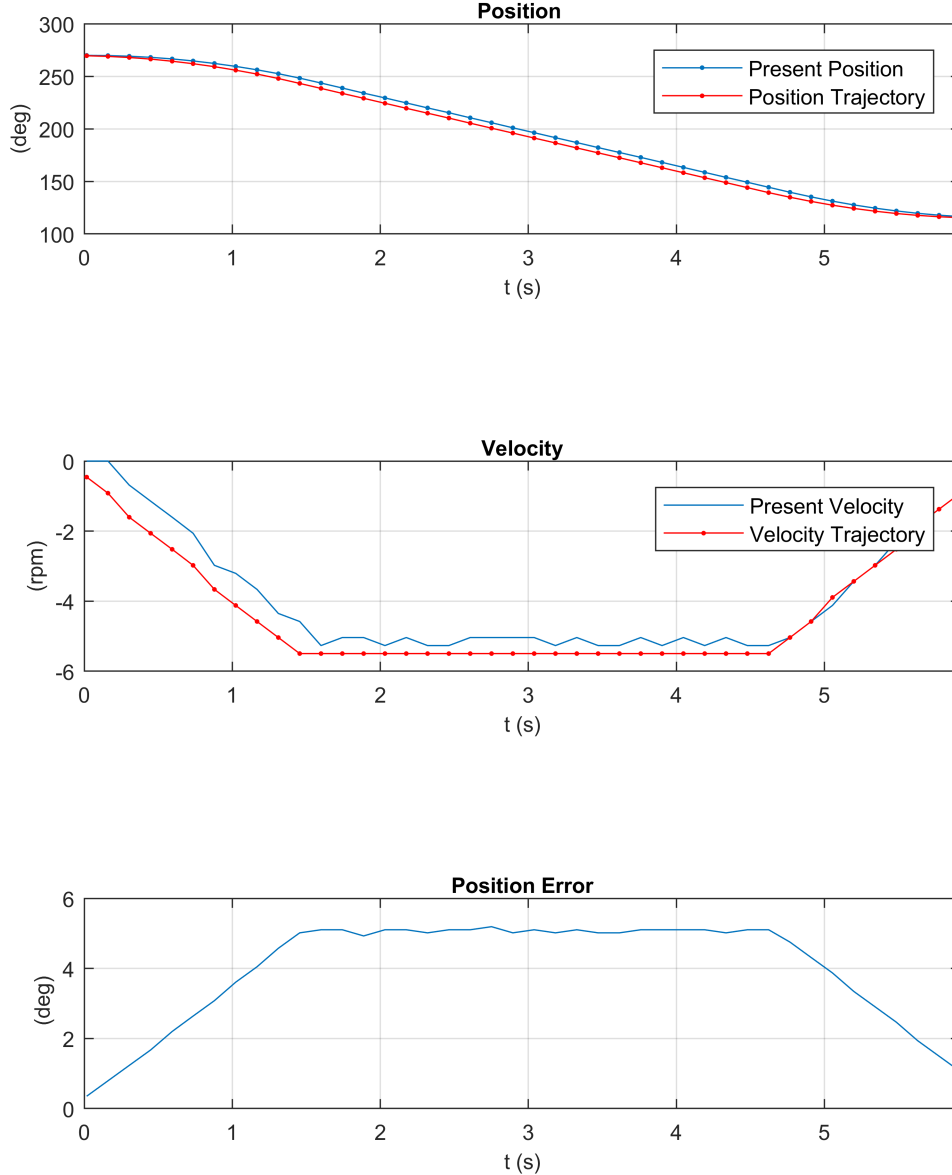 Position
300
250
200
150
100
(deg)
Present Position
Position Trajectory
0 1 2 3 4 5
t (s)
Velocity
0
-2
-4
-6
(rpm)
Present Velocity
Velocity Trajectory
0 1 2 3 4 5
t (s)
Position Error
6
4
2
0
(deg)
0 1 2 3 4 5
t (s)